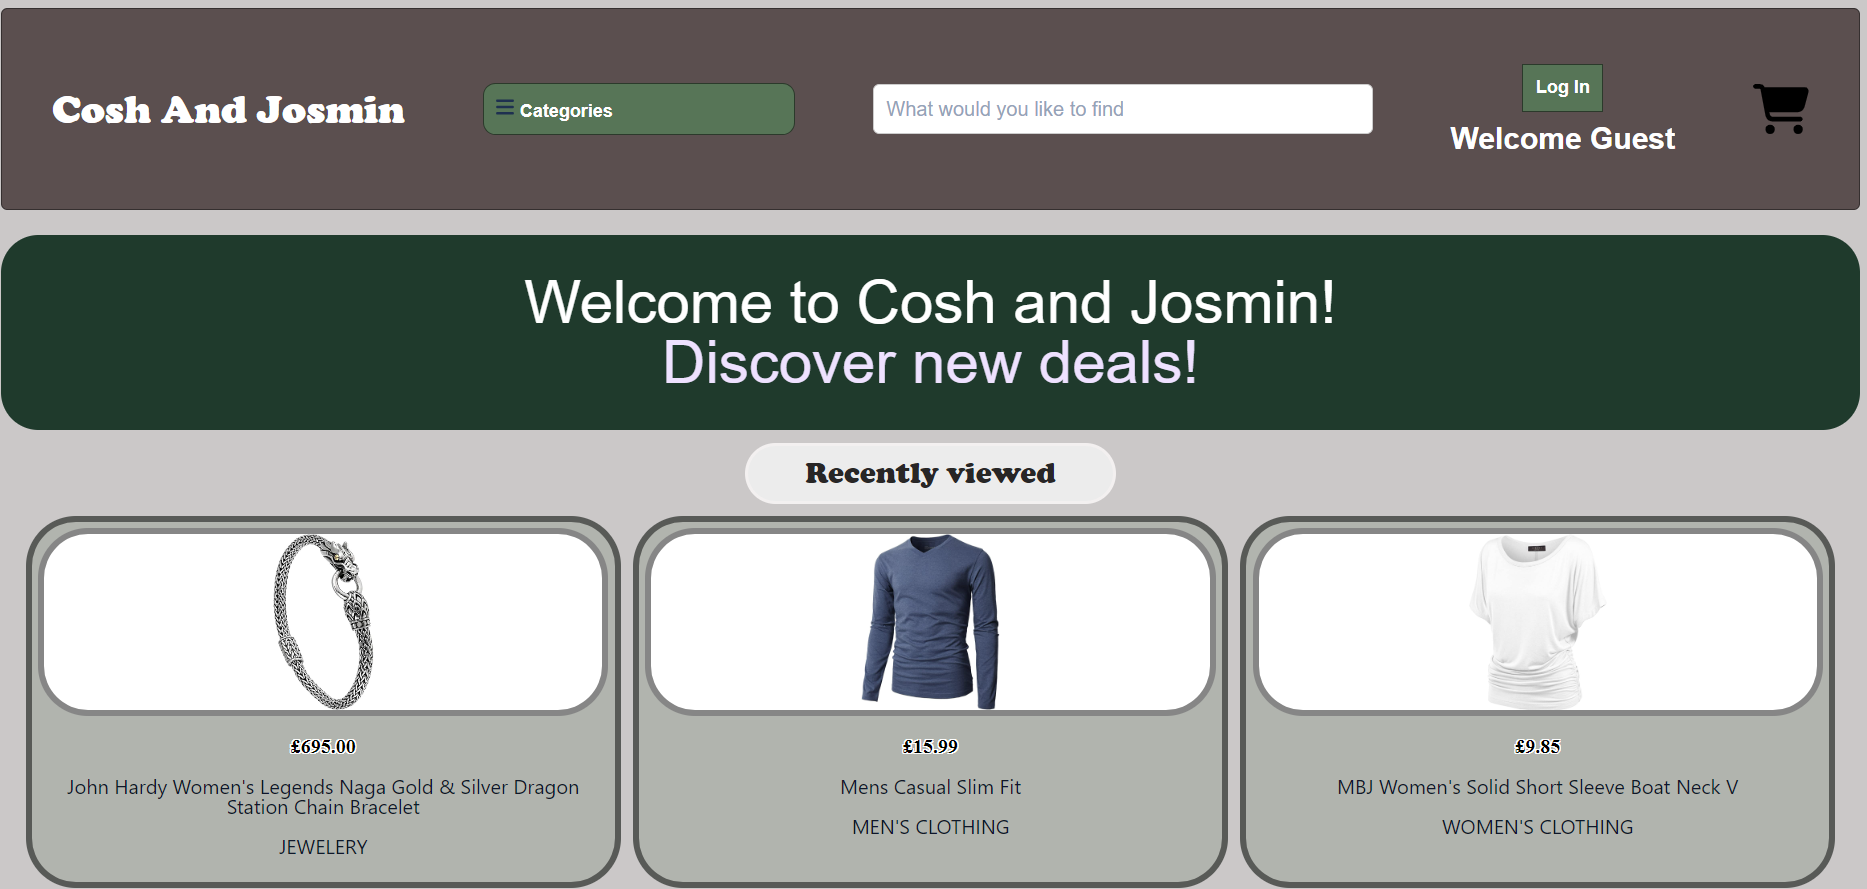 Cosh And Josmin
Categories
What would you like to find
Log In
Welcome Guest
Welcome to Cosh and Josmin!
Discover new deals!
Recently viewed
£695.00
John Hardy Women's Legends Naga Gold & Silver Dragon
Station Chain Bracelet
JEWELERY
£15.99
Mens Casual Slim Fit
MEN'S CLOTHING
£9.85
MBJ Women's Solid Short Sleeve Boat Neck V
WOMEN'S CLOTHING